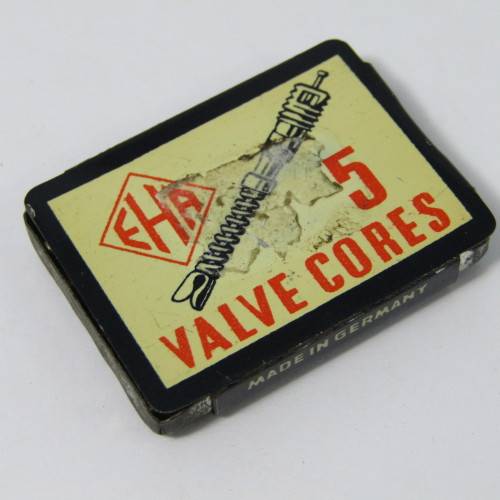 EHA
5
VALVE CORES
MADE IN GERMANY